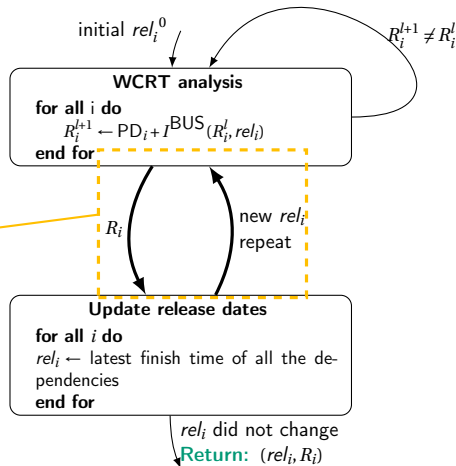 initial rel_i^0
R_i^{l+1} ≠ R_i^l
WCRT analysis
for all i do
R_i^{l+1} ← PD_i + I^{BUS}(R_i^l, rel_i)
end for
R_i
new rel_i
repeat
Update release dates
for all i do
rel_i ← latest finish time of all the de-
pendencies
end for
rel_i did not change
Return: (rel_i, R_i)